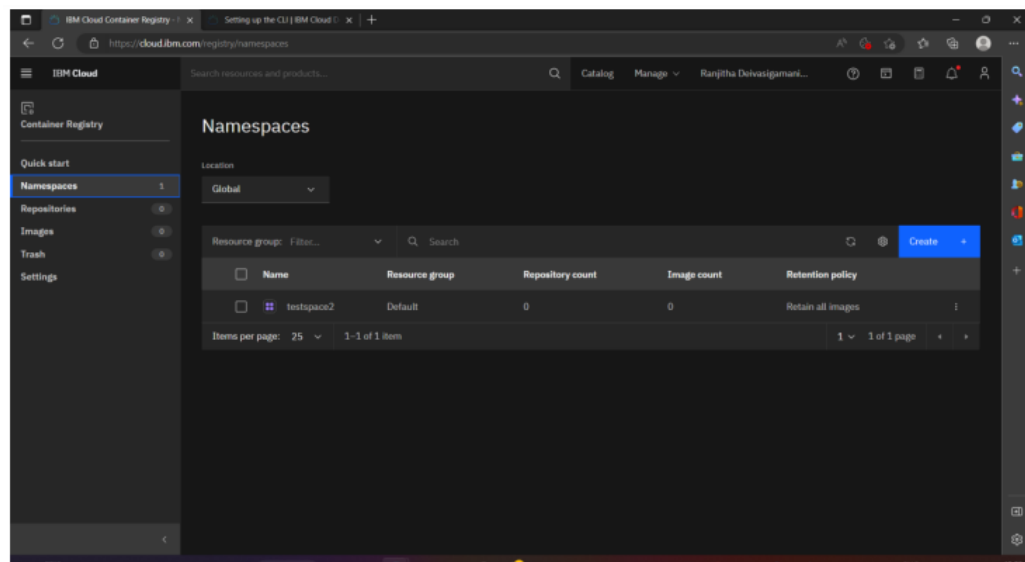 IBM Cloud Container Registry -
Setting up the CLI | IBM Cloud D
https://cloud.ibm.com/registry/namespaces
IBM Cloud
Search resources and products...
Catalog
Manage
Ranjitha Deivasigamani...
Container Registry
Quick start
Namespaces 1
Repositories 0
Images 0
Trash 0
Settings
Namespaces
Location
Global
Resource group: Filter...
Search
Create +
Name Resource group Repository count Image count Retention policy
testspace2 Default 0 0 Retain all images
Items per page: 25 1–1 of 1 item 1 1 of 1 page